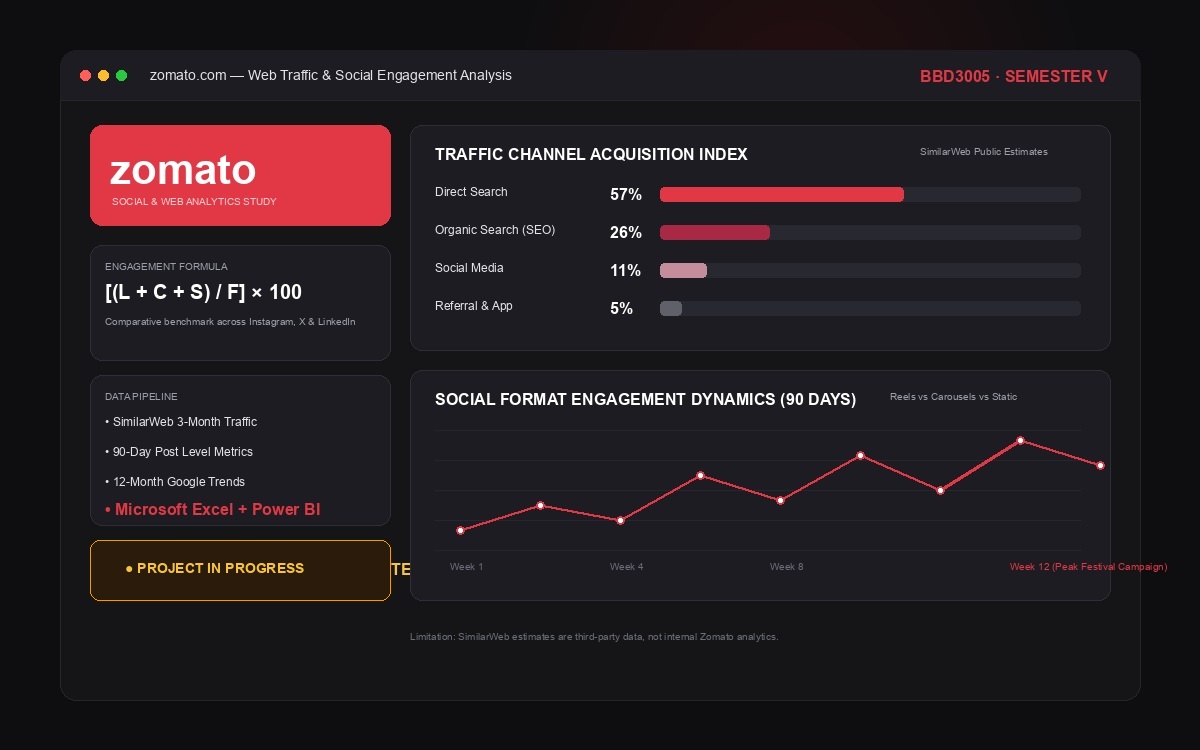 zomato.com — Web Traffic & Social Engagement Analysis
BBD3005 · SEMESTER V
zomato
SOCIAL & WEB ANALYTICS STUDY
ENGAGEMENT FORMULA
[(L + C + S) / F] × 100
Comparative benchmark across Instagram, X & LinkedIn
DATA PIPELINE
• SimilarWeb 3-Month Traffic
• 90-Day Post Level Metrics
• 12-Month Google Trends
• Microsoft Excel + Power BI
● PROJECT IN PROGRESS
TE
TRAFFIC CHANNEL ACQUISITION INDEX
SimilarWeb Public Estimates
Direct Search 57%
Organic Search (SEO) 26%
Social Media 11%
Referral & App 5%
SOCIAL FORMAT ENGAGEMENT DYNAMICS (90 DAYS)
Reels vs Carousels vs Static
Week 1 Week 4 Week 8 Week 12 (Peak Festival Campaign)
Limitation: SimilarWeb estimates are third-party data, not internal Zomato analytics.